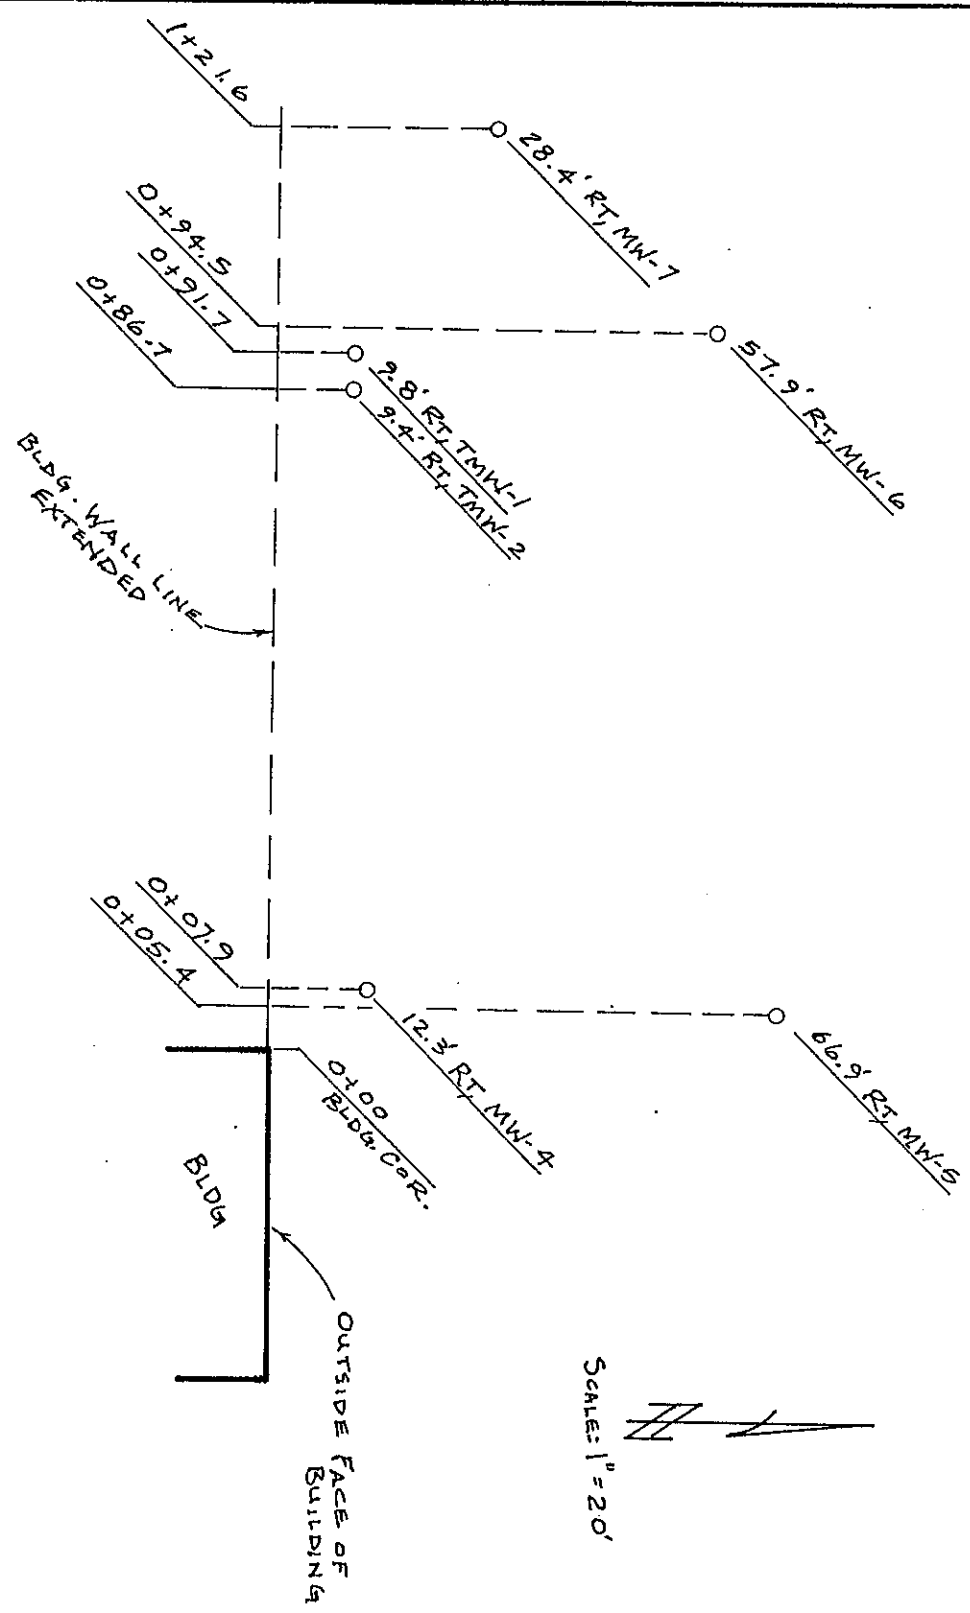 1+21.6
28.4' RT, MW-7
0+94.5
57.9' RT, MW-6
0+91.7
9.8' RT, TMW-1
0+86.7
9.4' RT, TMW-2
BLDG. WALL LINE
EXTENDED
0+07.9
12.3' RT, MW-4
0+05.4
66.9' RT, MW-5
0+00
BLDG. COR.
BLDG
OUTSIDE FACE OF
BUILDING
SCALE: 1" = 20'